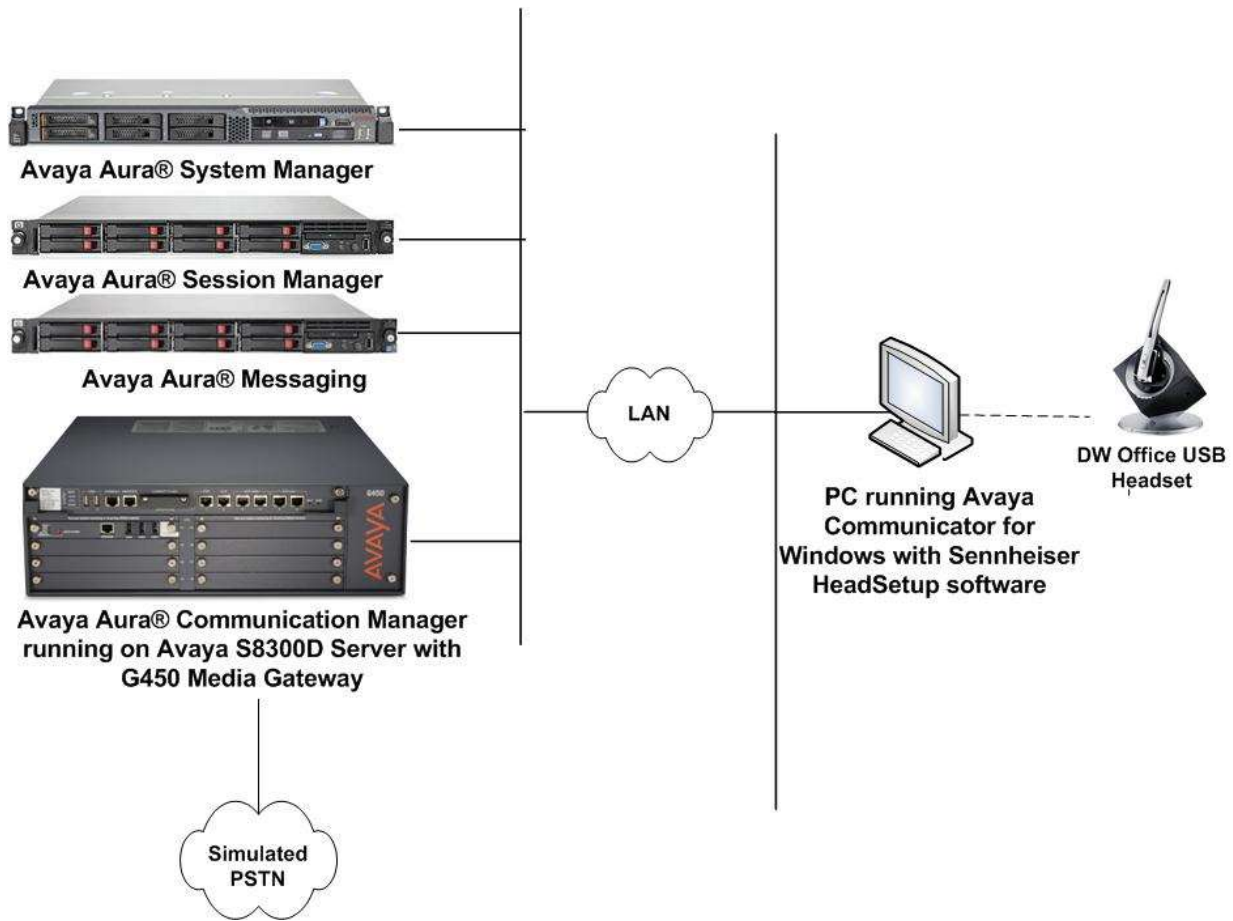 Avaya Aura® System Manager
Avaya Aura® Session Manager
Avaya Aura® Messaging
G450
AVAYA
Avaya Aura® Communication Manager
running on Avaya S8300D Server with
G450 Media Gateway
Simulated
PSTN
LAN
PC running Avaya
Communicator for
Windows with Sennheiser
HeadSetup software
DW Office USB
Headset